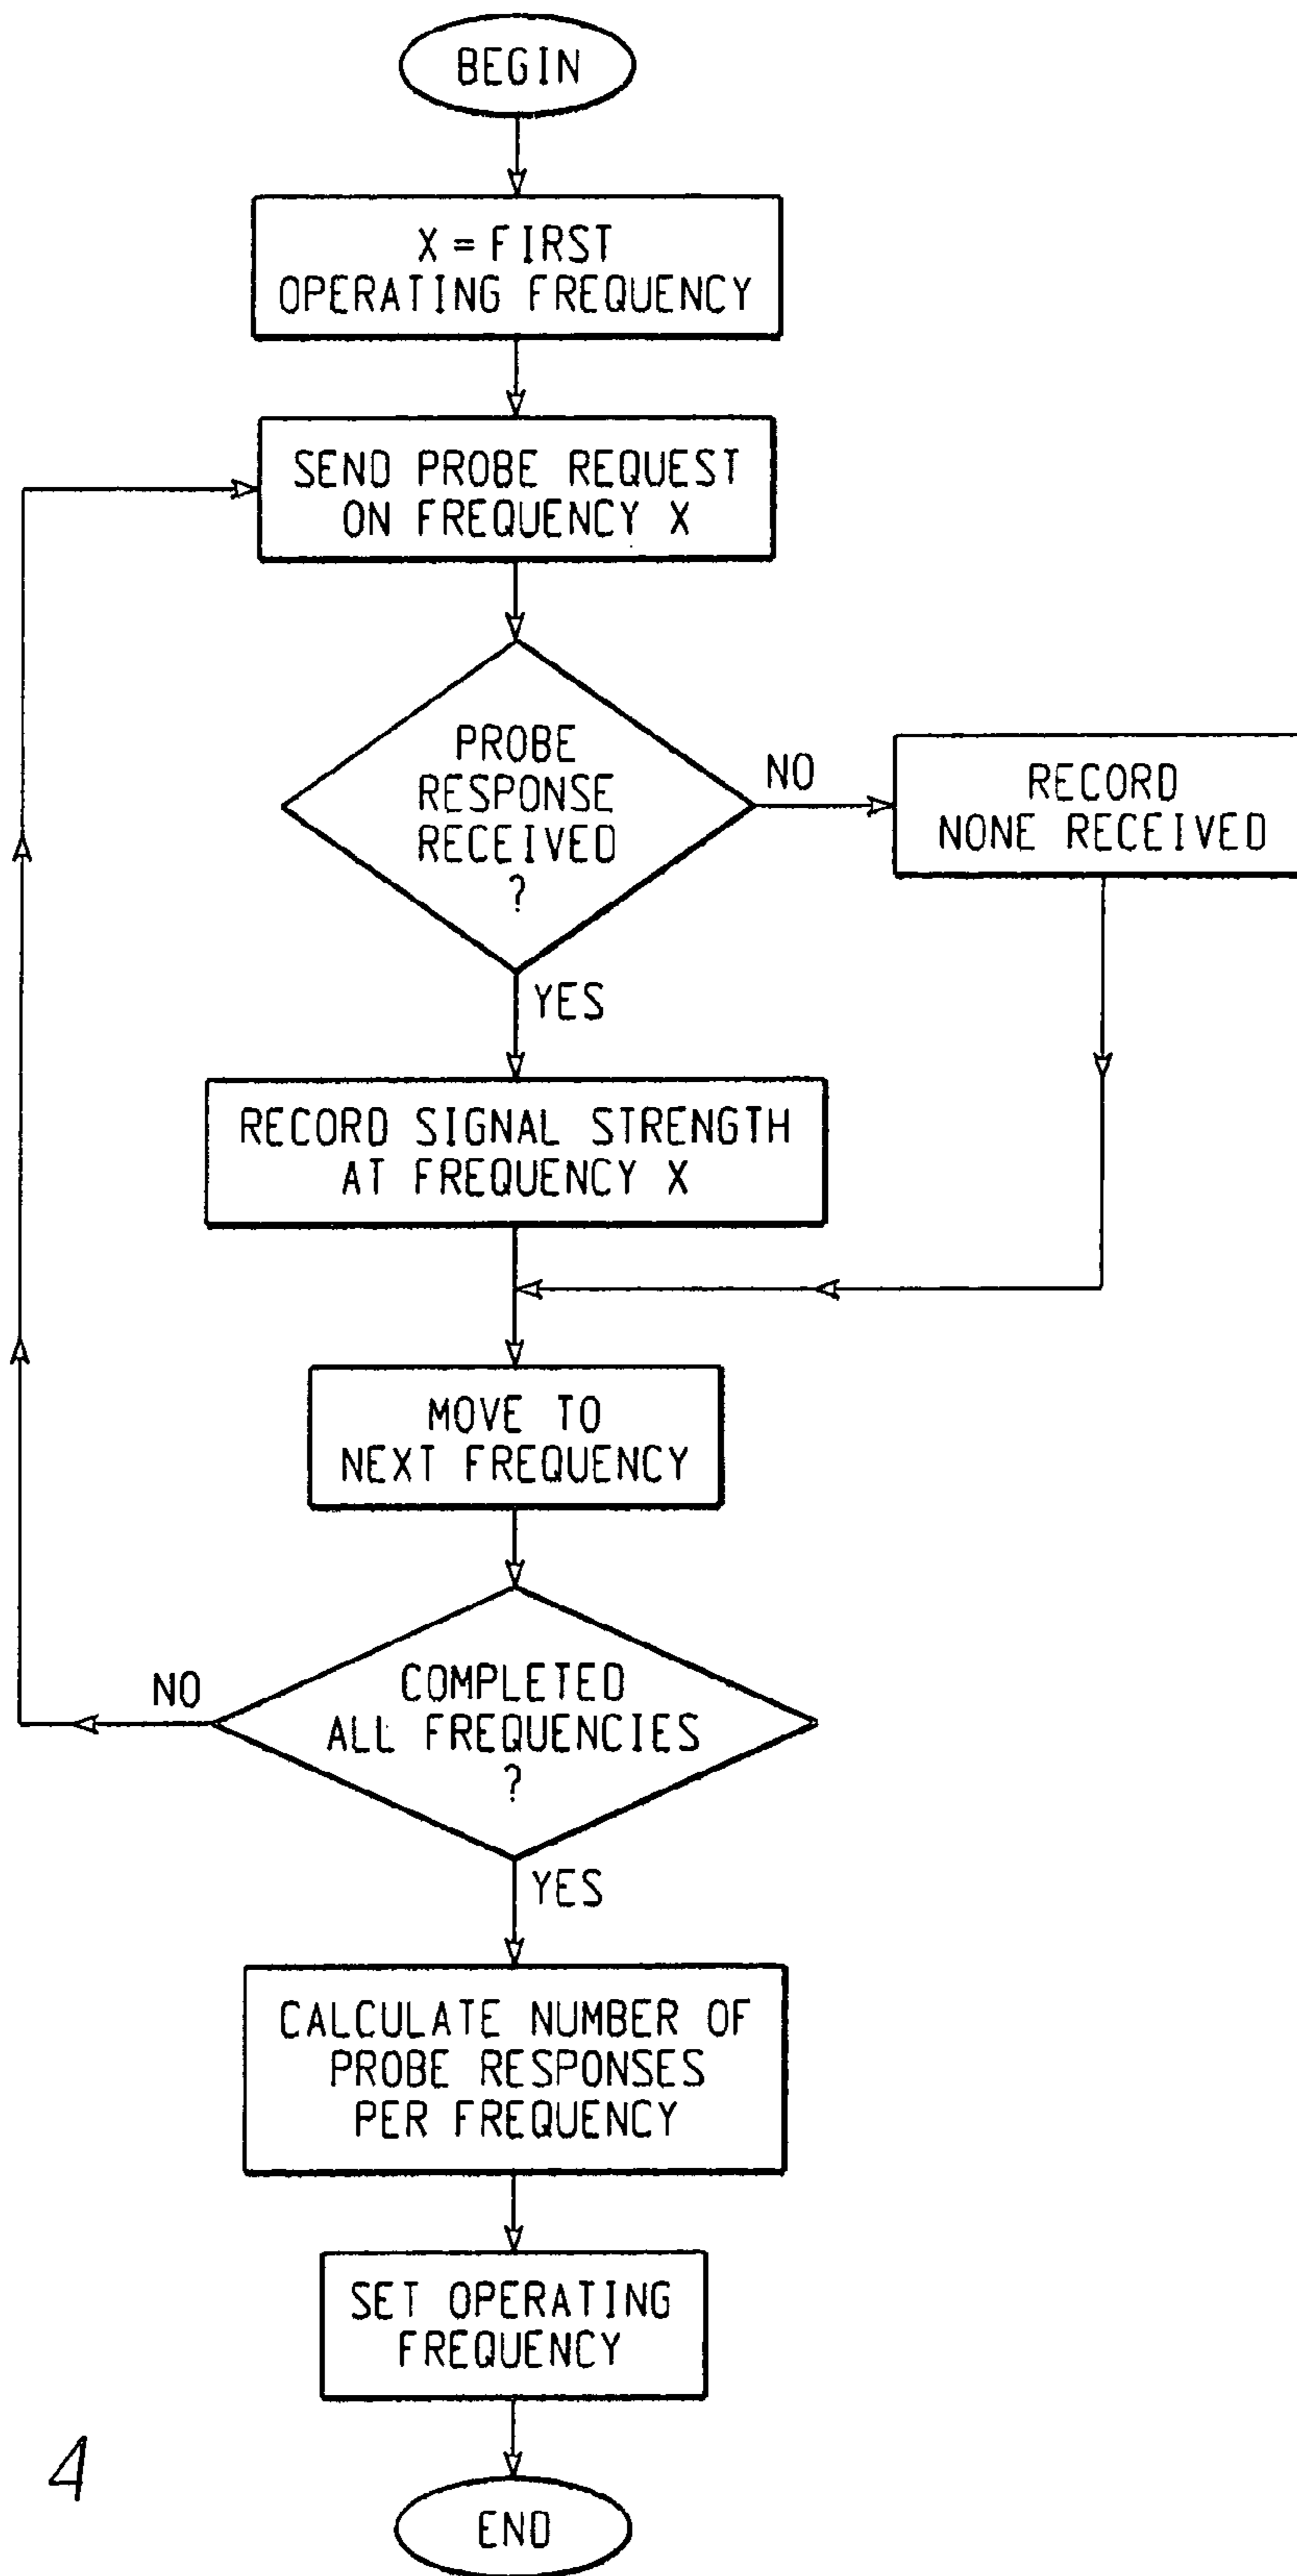 BEGIN
X = FIRST
OPERATING FREQUENCY
SEND PROBE REQUEST
ON FREQUENCY X
PROBE
RESPONSE
RECEIVED
?
NO
RECORD
NONE RECEIVED
YES
RECORD SIGNAL STRENGTH
AT FREQUENCY X
MOVE TO
NEXT FREQUENCY
COMPLETED
ALL FREQUENCIES
?
NO
YES
CALCULATE NUMBER OF
PROBE RESPONSES
PER FREQUENCY
SET OPERATING
FREQUENCY
4
END